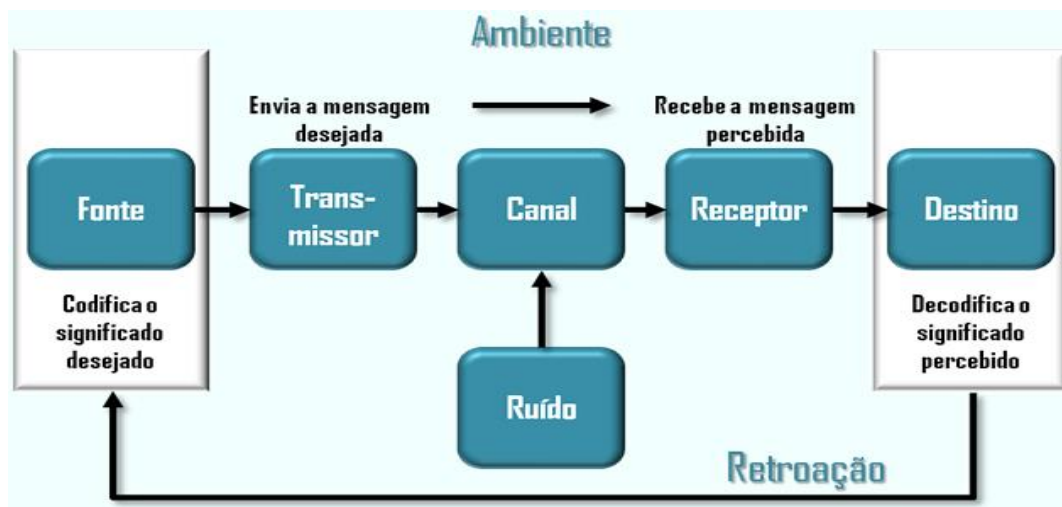 Ambiente
Envia a mensagem
desejada
Recebe a mensagem
percebida
Fonte
Trans-
missor
Canal
Receptor
Destino
Codifica o
significado
desejado
Decodifica o
significado
percebido
Ruído
Retroação